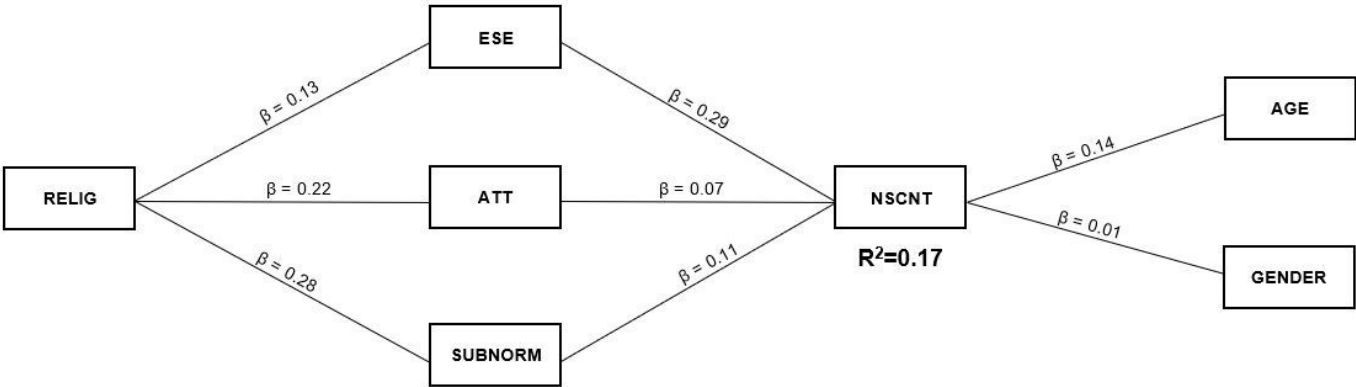 ESE
β = 0.13
β = 0.29
AGE
β = 0.14
RELIG
β = 0.22
ATT
β = 0.07
NSCNT
R²=0.17
β = 0.01
GENDER
β = 0.28
β = 0.11
SUBNORM